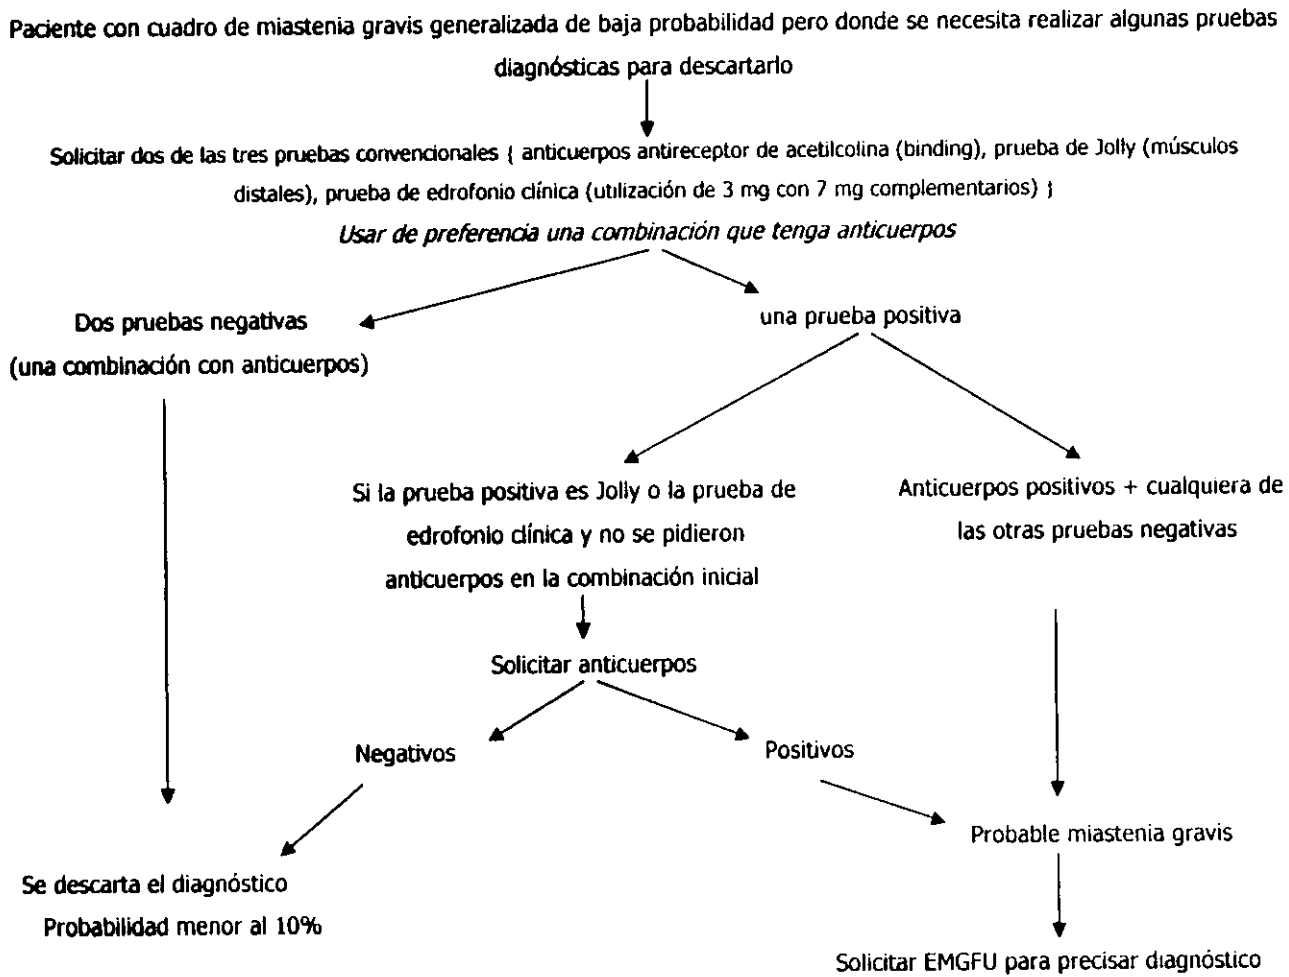 Paciente con cuadro de miastenia gravis generalizada de baja probabilidad pero donde se necesita realizar algunas pruebas
diagnósticas para descartarlo
Solicitar dos de las tres pruebas convencionales { anticuerpos antireceptor de acetilcolina (binding), prueba de Jolly (músculos
distales), prueba de edrofonio clínica (utilización de 3 mg con 7 mg complementarios) }
Usar de preferencia una combinación que tenga anticuerpos
Dos pruebas negativas
(una combinación con anticuerpos)
una prueba positiva
Si la prueba positiva es Jolly o la prueba de
edrofonio clínica y no se pidieron
anticuerpos en la combinación inicial
Anticuerpos positivos + cualquiera de
las otras pruebas negativas
Solicitar anticuerpos
Negativos
Positivos
Probable miastenia gravis
Se descarta el diagnóstico
Probabilidad menor al 10%
Solicitar EMGFU para precisar diagnóstico